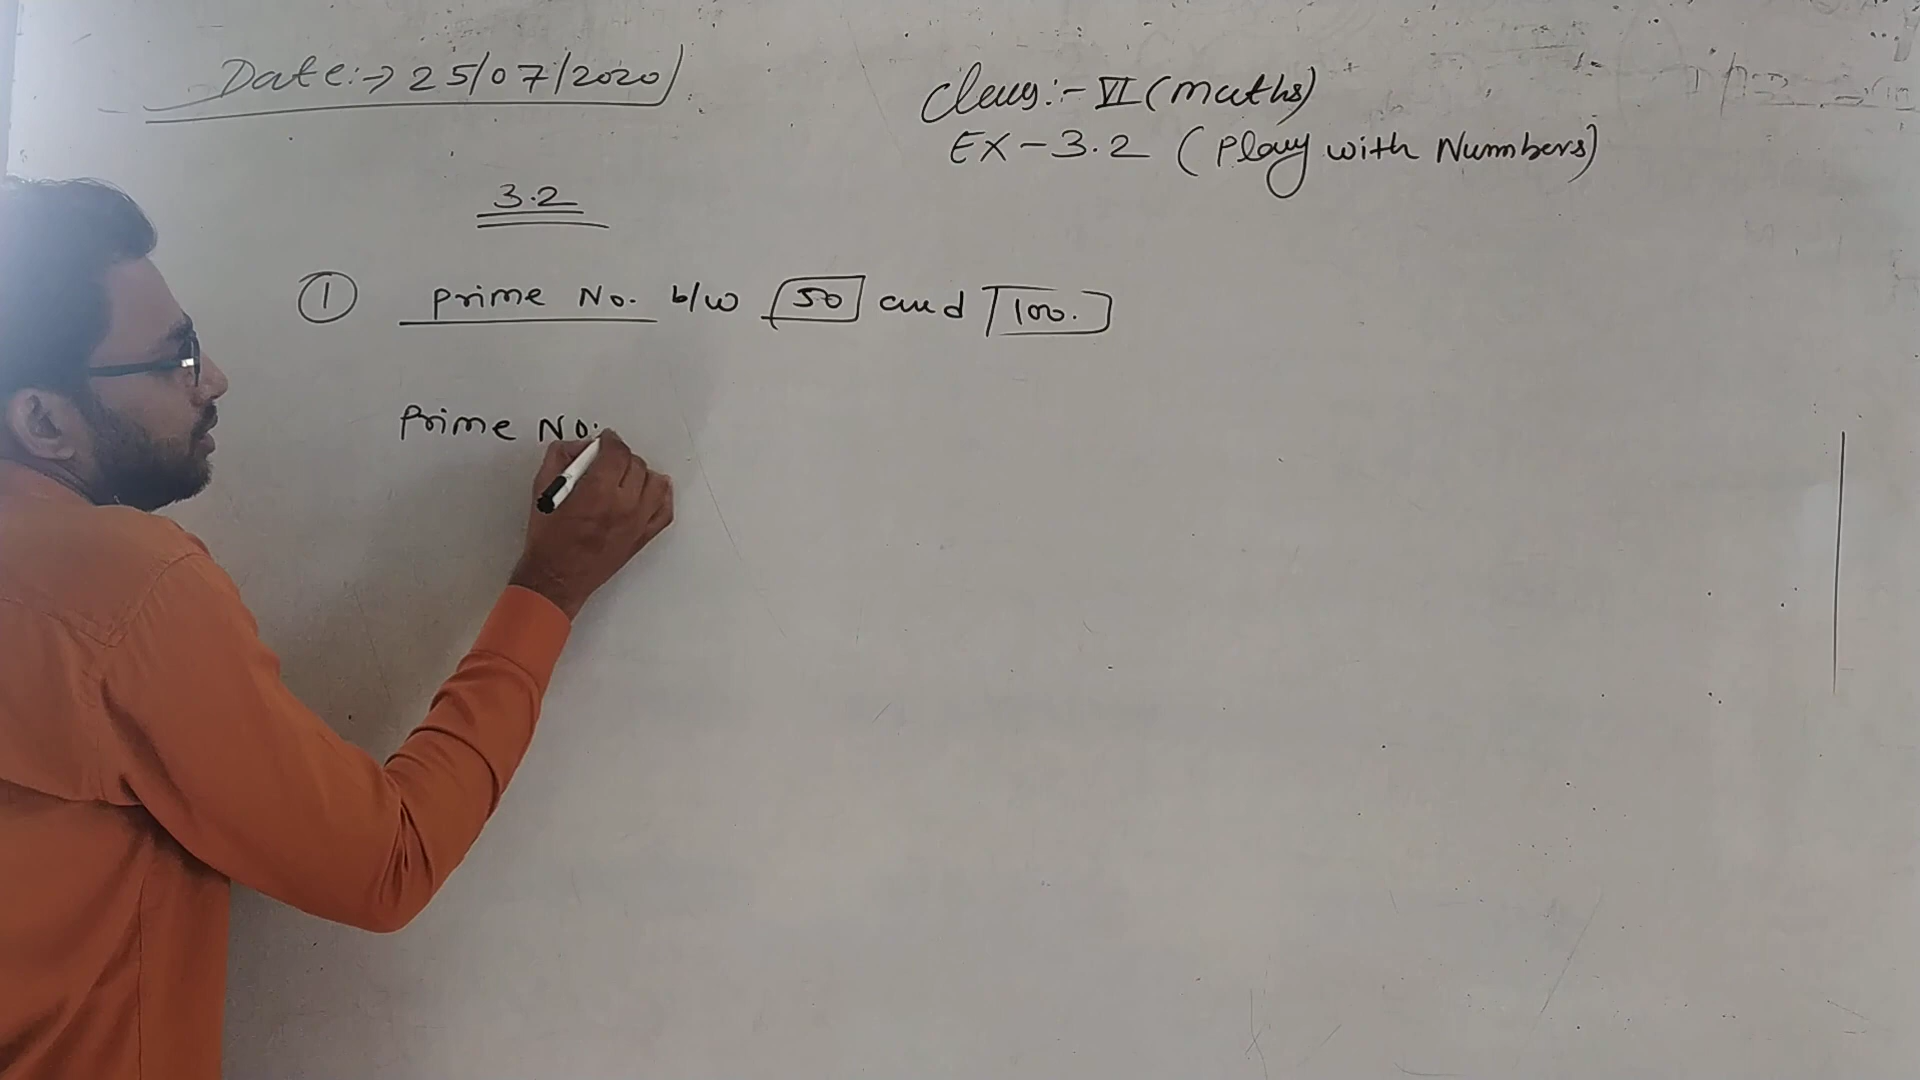 Date:→ 25/07/2020
Class:- VI (Maths)
EX-3.2 (Play with Numbers)
3.2
① Prime No. b/w 50 and 100.
Prime No.